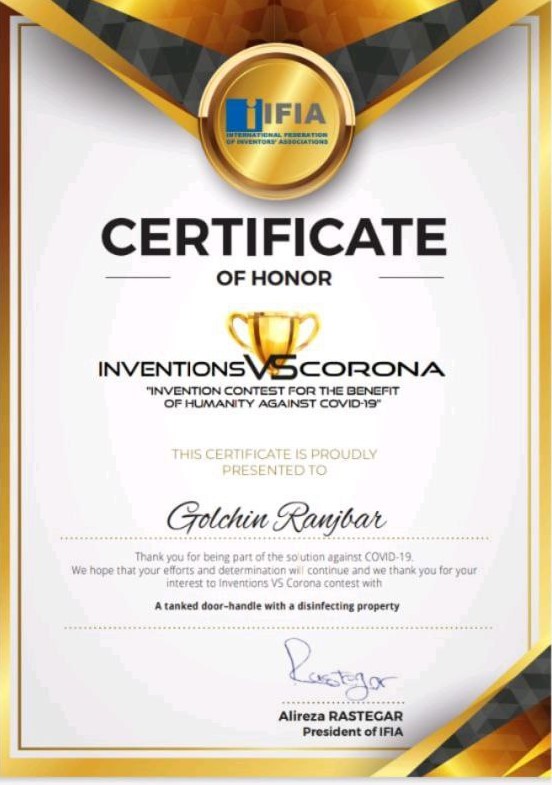 IFIA
INTERNATIONAL FEDERATION
OF INVENTORS' ASSOCIATIONS
CERTIFICATE
OF HONOR
INVENTIONSVSCORONA
"INVENTION CONTEST FOR THE BENEFIT
OF HUMANITY AGAINST COVID-19"
THIS CERTIFICATE IS PROUDLY
PRESENTED TO
Golchin Ranjbar
Thank you for being part of the solution against COVID-19.
We hope that your efforts and determination will continue and we thank you for your
interest to Inventions VS Corona contest with
A tanked door-handle with a disinfecting property
Rastegar
Alireza RASTEGAR
President of IFIA